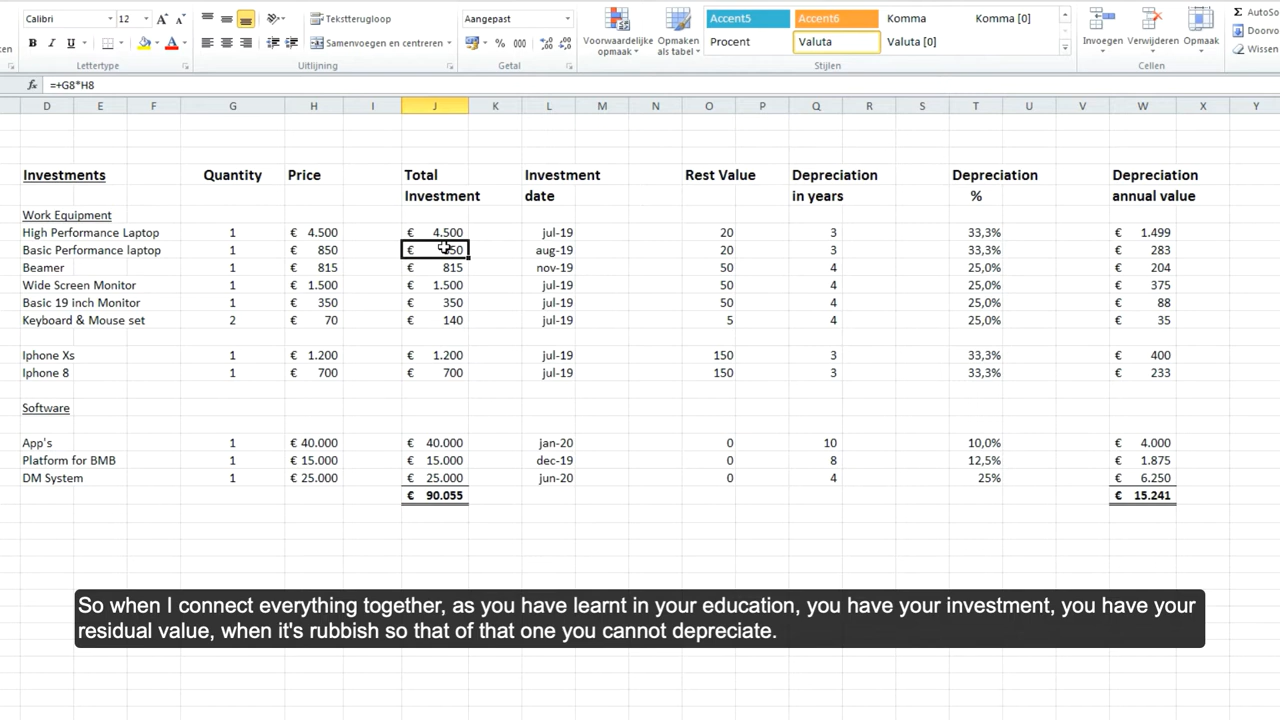 Calibri 12 A A Tekstterugloop Aangepast Accent5 Accent6 Komma Komma [0] AutoSo
B I U A Samenvoegen en centreren % 000 Voorwaardelijke opmaak Opmaken als tabel Procent Valuta Valuta [0] Invoegen Verwijderen Opmaak Doorvo
Wissen
Lettertype Uitlijning Getal Stijlen Cellen
fx =+G8*H8
D E F G H I J K L M N O P Q R S T U V W X Y
Investments Quantity Price Total Investment Rest Value Depreciation Depreciation Depreciation
Investment date in years % annual value
Work Equipment
High Performance Laptop 1 € 4.500 € 4.500 jul-19 20 3 33,3% € 1.499
Basic Performance laptop 1 € 850 € 50 aug-19 20 3 33,3% € 283
Beamer 1 € 815 € 815 nov-19 50 4 25,0% € 204
Wide Screen Monitor 1 € 1.500 € 1.500 jul-19 50 4 25,0% € 375
Basic 19 inch Monitor 1 € 350 € 350 jul-19 50 4 25,0% € 88
Keyboard & Mouse set 2 € 70 € 140 jul-19 5 4 25,0% € 35
Iphone Xs 1 € 1.200 € 1.200 jul-19 150 3 33,3% € 400
Iphone 8 1 € 700 € 700 jul-19 150 3 33,3% € 233
Software
App's 1 € 40.000 € 40.000 jan-20 0 10 10,0% € 4.000
Platform for BMB 1 € 15.000 € 15.000 dec-19 0 8 12,5% € 1.875
DM System 1 € 25.000 € 25.000 jun-20 0 4 25% € 6.250
€ 90.055 € 15.241
So when I connect everything together, as you have learnt in your education, you have your investment, you have your
residual value, when it's rubbish so that of that one you cannot depreciate.